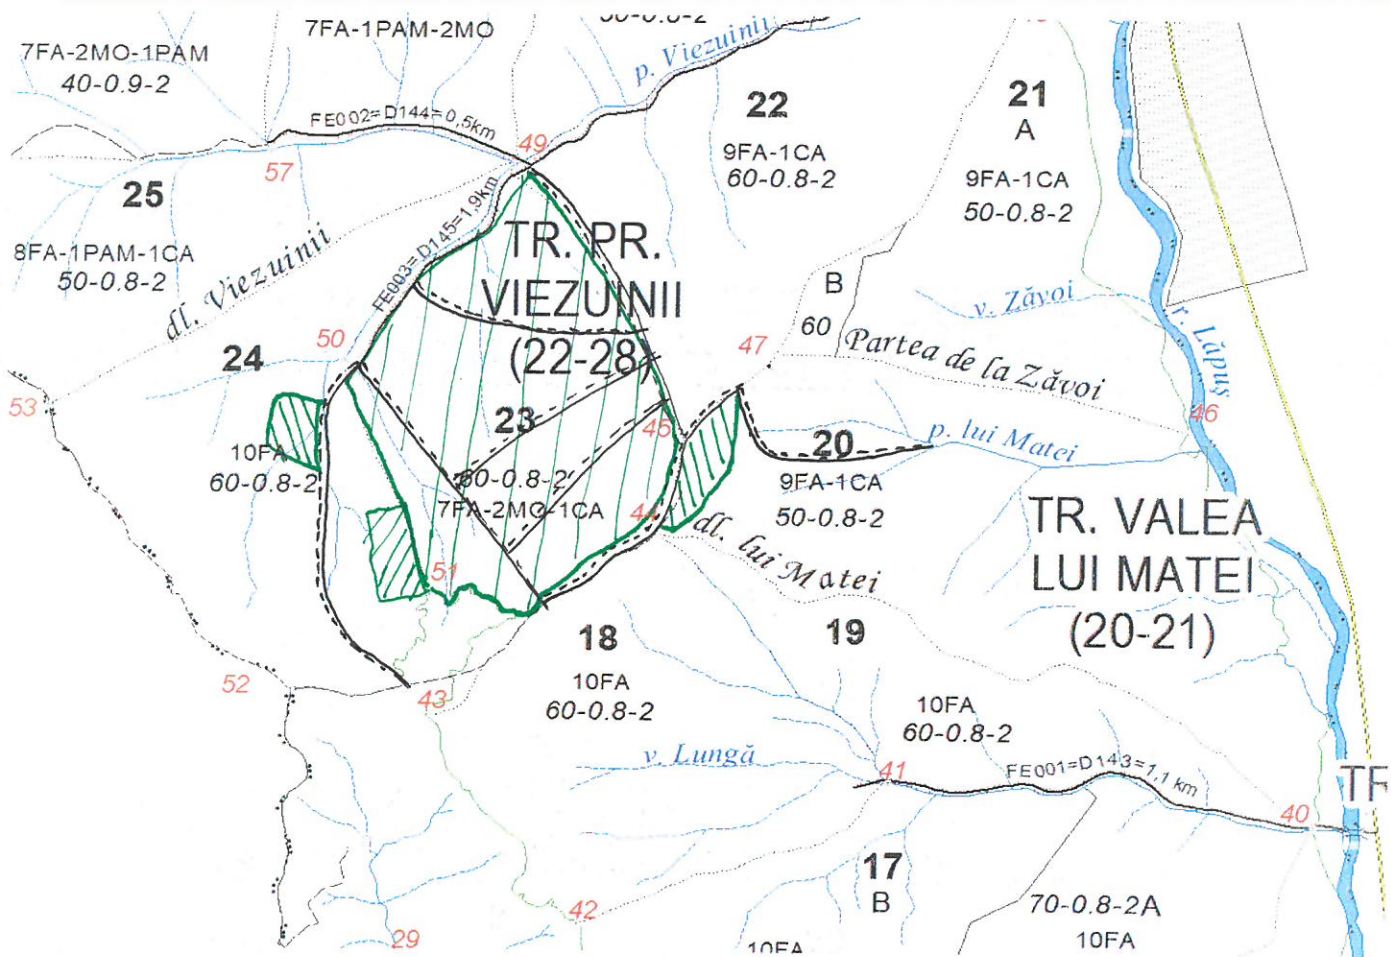 7FA-1PAM-2MO
7FA-2MO-1PAM
40-0.9-2
p. Viezuinii
FE002=D144=0,5km
49
57
22
9FA-1CA
60-0.8-2
21
A
9FA-1CA
50-0.8-2
25
8FA-1PAM-1CA
50-0.8-2
dl. Viezuinii
FE003=D145=1,9km
TR. PR.
VIEZUINII
(22-28)
B
60
v. Zăvoi
r. Lăpuș
50
24
47
Partea de la Zăvoi
53
46
23
45
10FA
60-0.8-2
60-0.8-2
7FA-2MO-1CA
20
9FA-1CA
50-0.8-2
p. lui Matei
44
dl. lui Matei
TR. VALEA
LUI MATEI
(20-21)
51
18
10FA
60-0.8-2
19
10FA
60-0.8-2
52
43
v. Lungă
41
FE001=D143=1,1 km
TF
40
17
B
42
29
70-0.8-2A
10FA
10FA